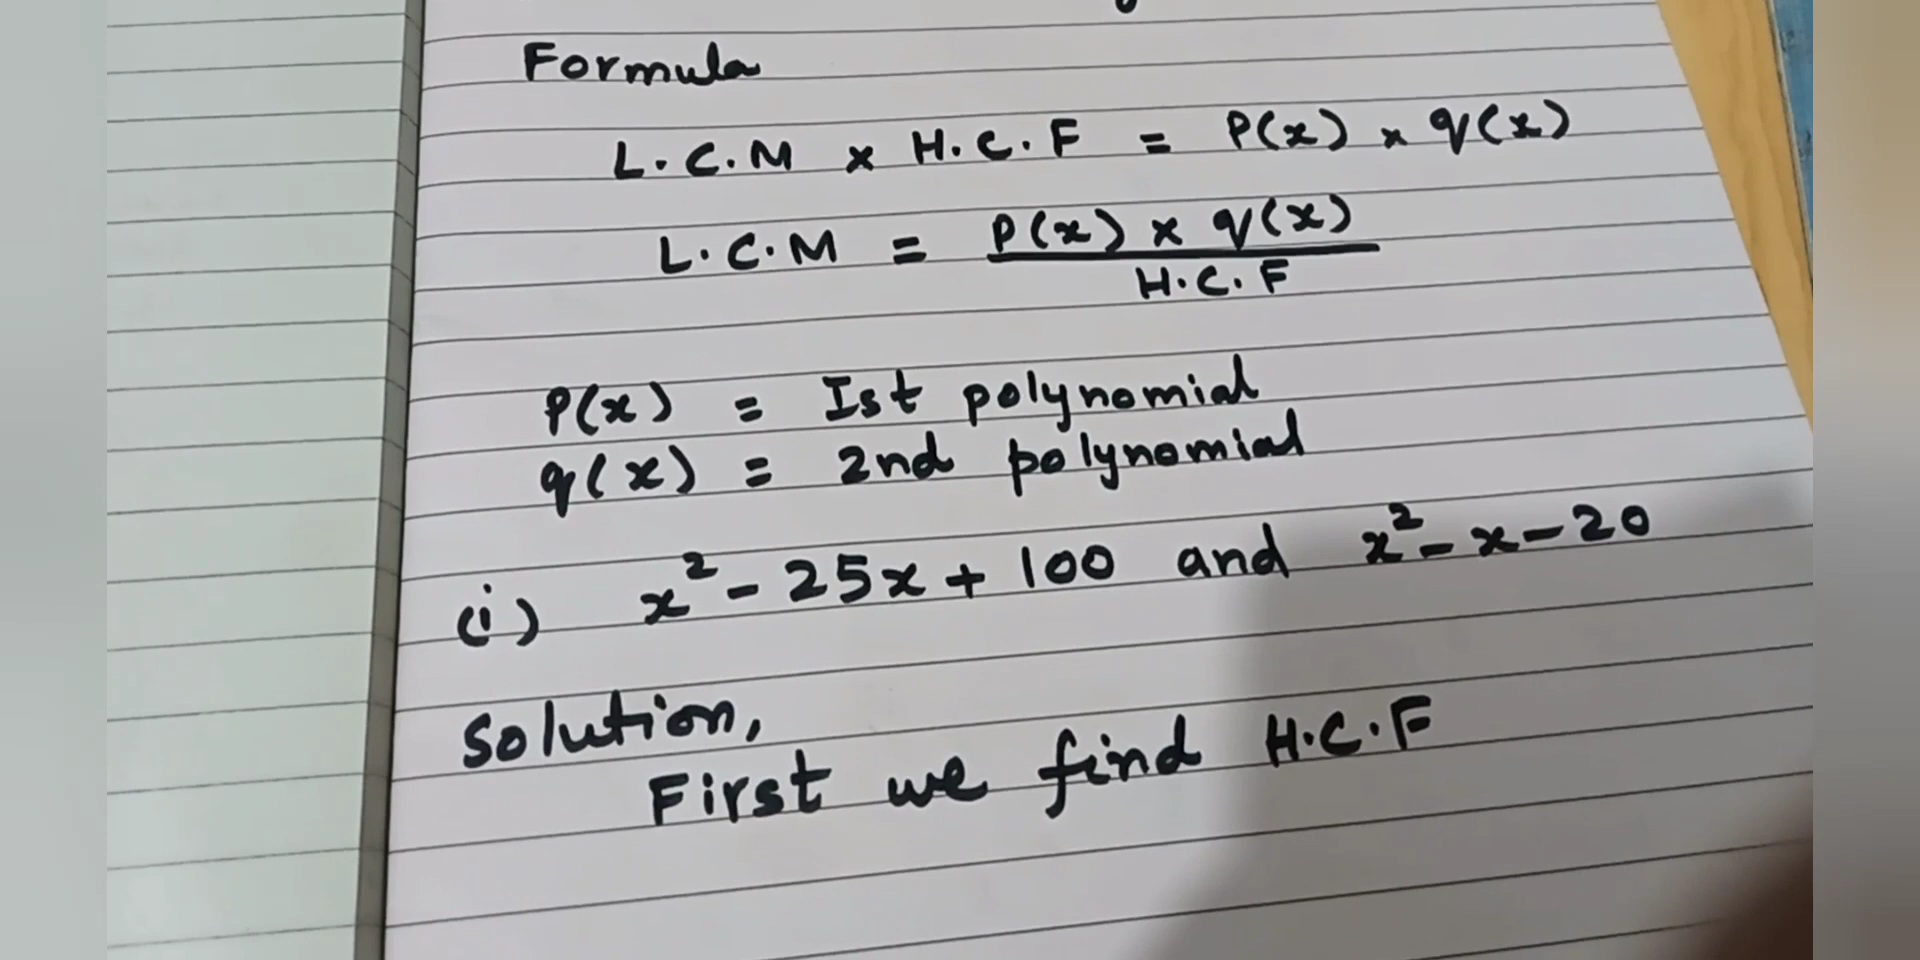 Formula
L.C.M × H.C.F = P(x) × q(x)
L.C.M = P(x) × q(x) / H.C.F
P(x) = Ist polynomial
q(x) = 2nd polynomial
(i) x² - 25x + 100 and x² - x - 20
Solution,
First we find H.C.F